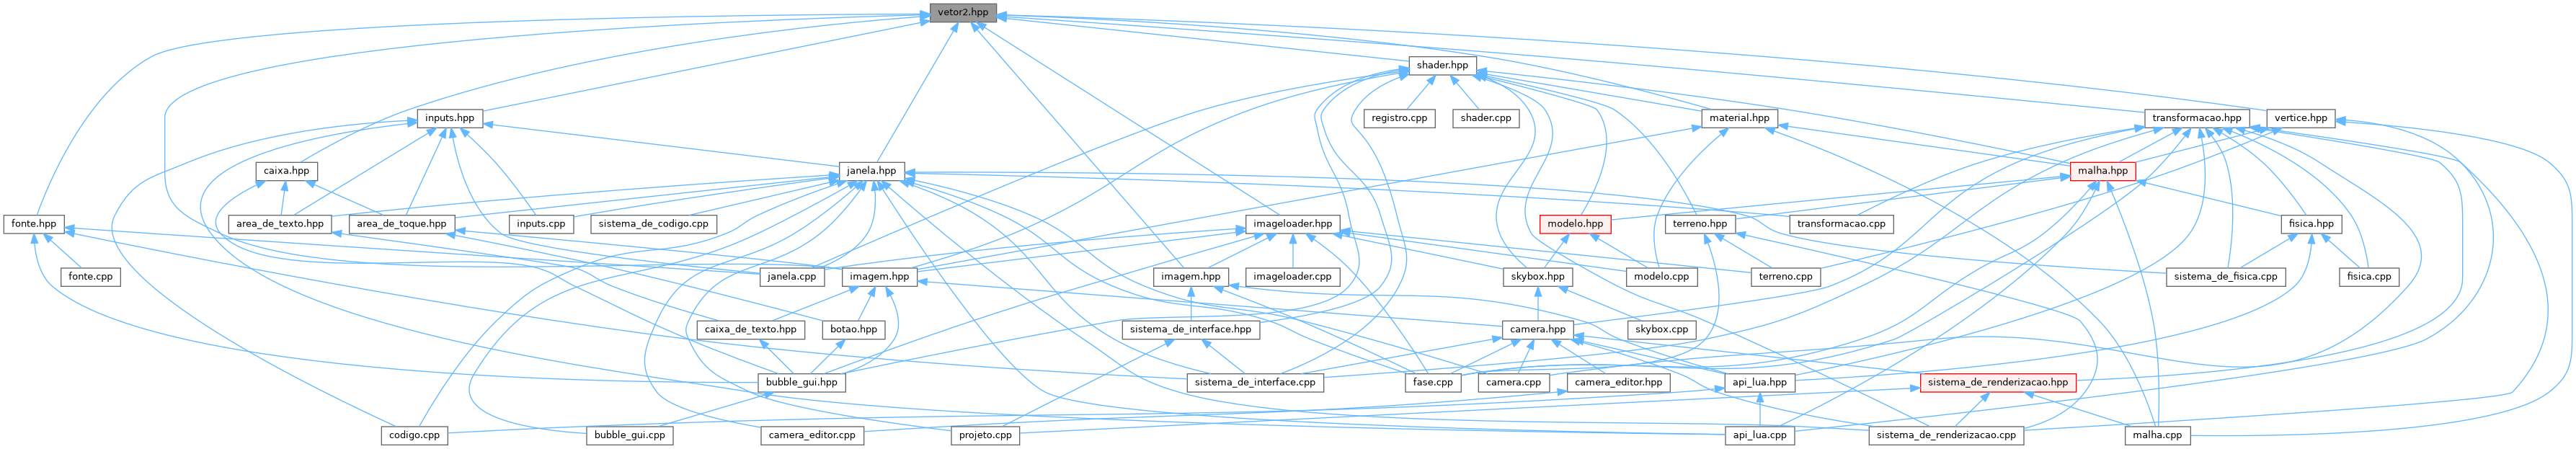 vetor2.hpp
shader.hpp
inputs.hpp
registro.cpp
shader.cpp
material.hpp
transformacao.hpp
vertice.hpp
caixa.hpp
janela.hpp
malha.hpp
fonte.hpp
area_de_texto.hpp
area_de_toque.hpp
inputs.cpp
sistema_de_codigo.cpp
imageloader.hpp
modelo.hpp
terreno.hpp
transformacao.cpp
fisica.hpp
fonte.cpp
janela.cpp
imagem.hpp
imagem.hpp
imageloader.cpp
skybox.hpp
modelo.cpp
terreno.cpp
sistema_de_fisica.cpp
fisica.cpp
caixa_de_texto.hpp
botao.hpp
sistema_de_interface.hpp
camera.hpp
skybox.cpp
bubble_gui.hpp
sistema_de_interface.cpp
fase.cpp
camera.cpp
camera_editor.hpp
api_lua.hpp
sistema_de_renderizacao.hpp
codigo.cpp
bubble_gui.cpp
camera_editor.cpp
projeto.cpp
api_lua.cpp
sistema_de_renderizacao.cpp
malha.cpp